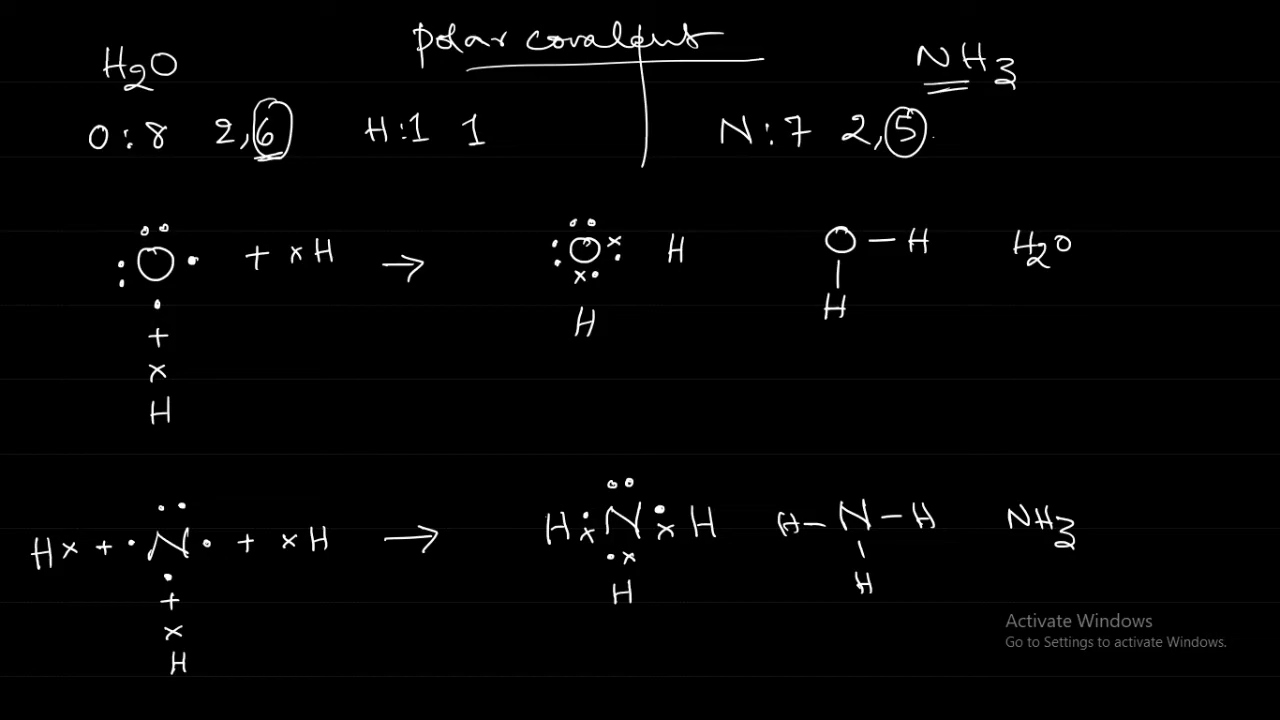 polar covalent
H2O
NH3
O : 8 2,6 H : 1 1
N : 7 2,5
•• ••
: O • + x H → : O x : H O — H H2O
• x • |
+ H H
x
H
•• ••
H x + • N • + x H → H • x N • x H H — N — H NH3
• • x |
+ H H
x
H
Activate Windows
Go to Settings to activate Windows.